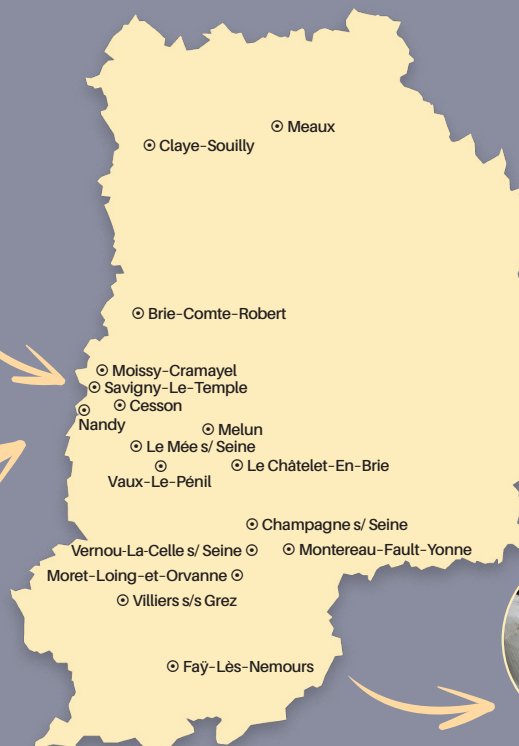 Meaux
Claye-Souilly
Brie-Comte-Robert
Moissy-Cramayel
Savigny-Le-Temple
Cesson
Nandy
Melun
Le Mée s/ Seine
Le Châtelet-En-Brie
Vaux-Le-Pénil
Champagne s/ Seine
Vernou-La-Celle s/ Seine
Montereau-Fault-Yonne
Moret-Loing-et-Orvanne
Villiers s/s Grez
Faÿ-Lès-Nemours